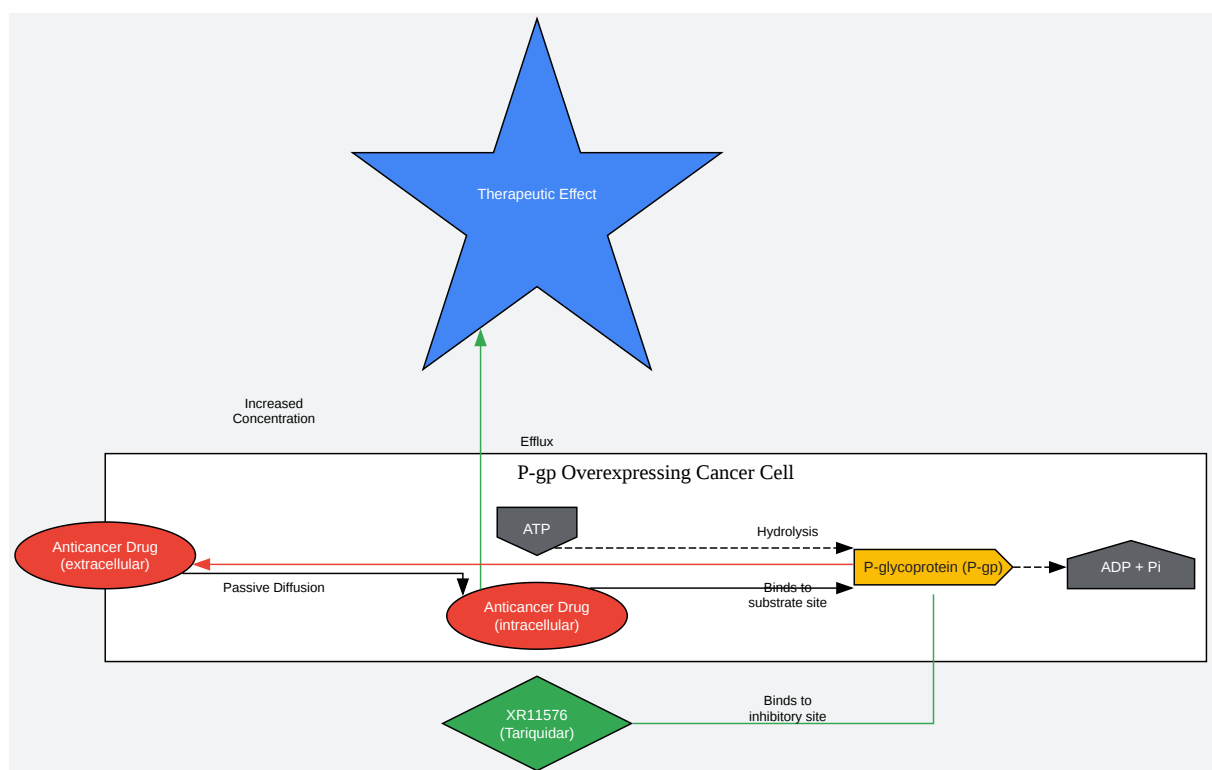 Therapeutic Effect
Increased
Concentration
Efflux
P-gp Overexpressing Cancer Cell
ATP
Hydrolysis
Anticancer Drug
(extracellular)
P-glycoprotein (P-gp)
ADP + Pi
Passive Diffusion
Binds to
substrate site
Anticancer Drug
(intracellular)
Binds to
inhibitory site
XR11576
(Tariquidar)